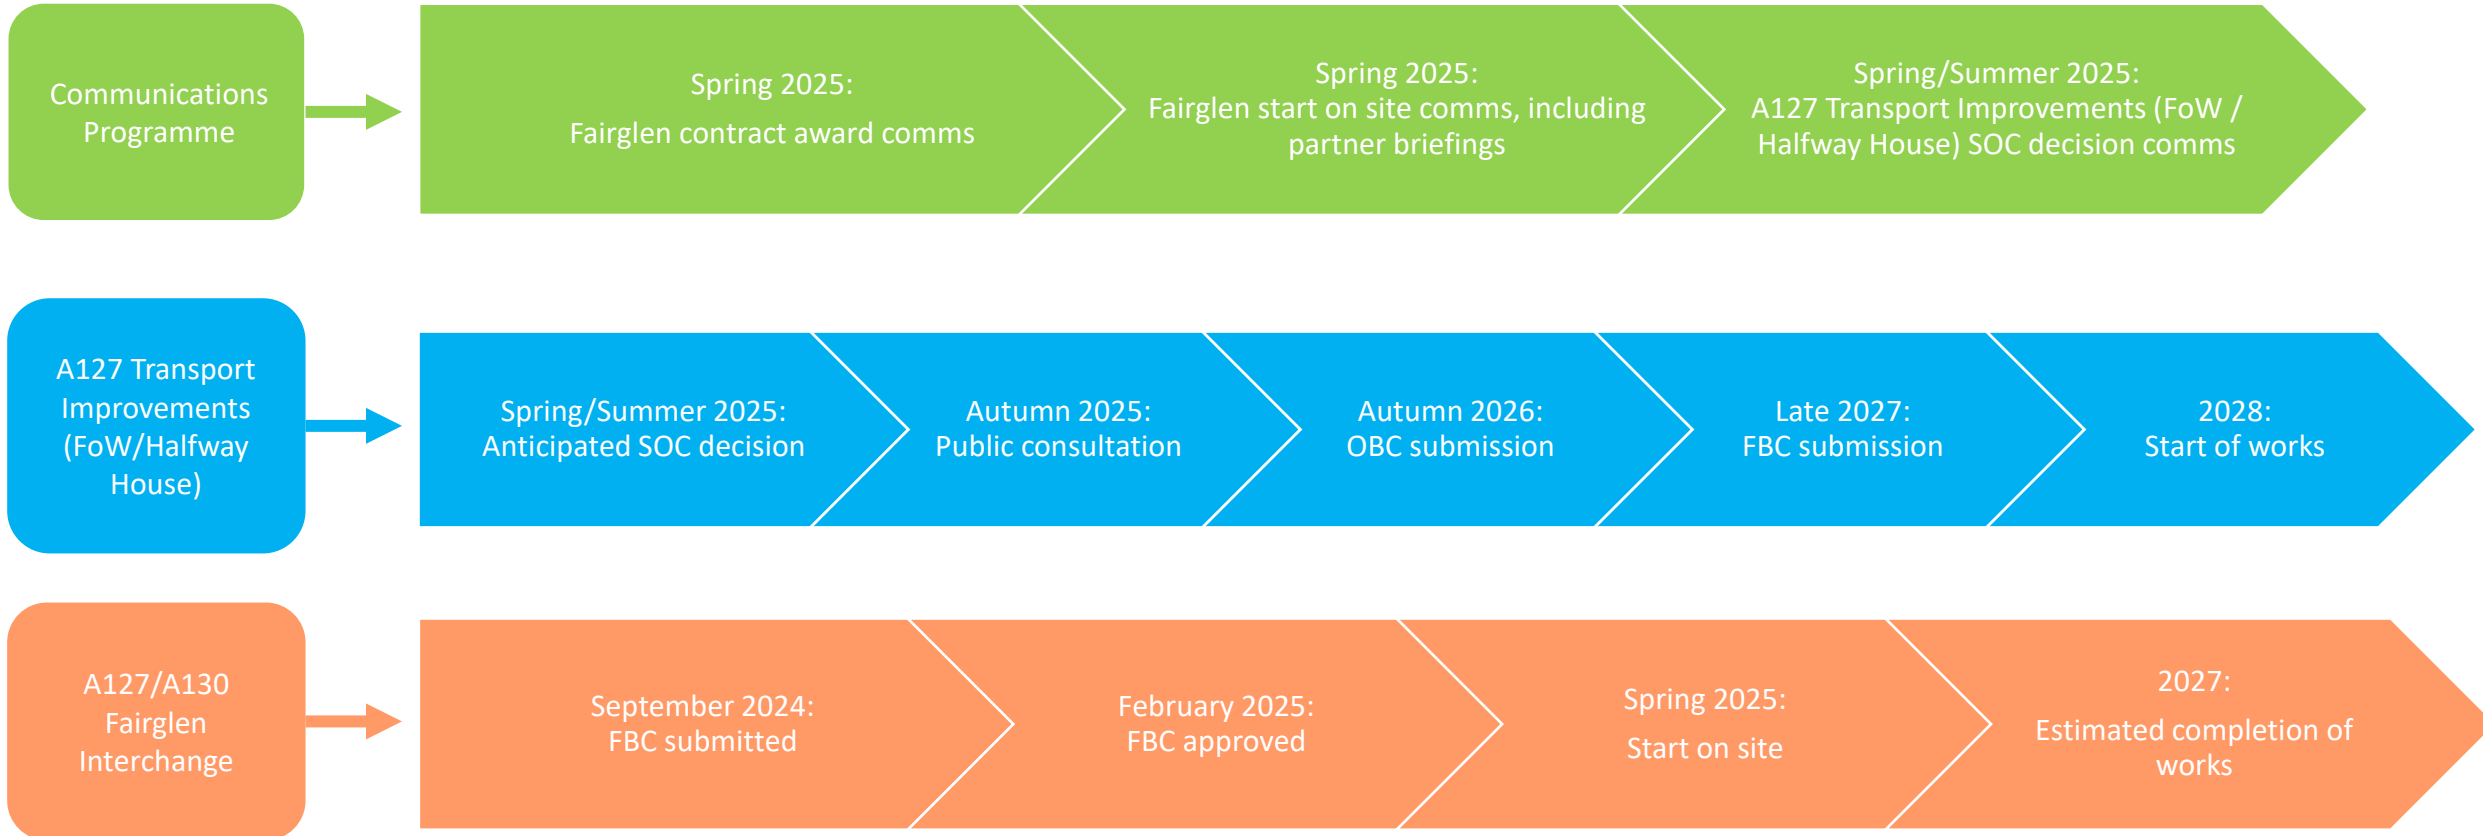 Communications
Programme
Spring 2025:
Fairglen contract award comms
Spring 2025:
Fairglen start on site comms, including
partner briefings
Spring/Summer 2025:
A127 Transport Improvements (FoW /
Halfway House) SOC decision comms
A127 Transport
Improvements
(FoW/Halfway
House)
Spring/Summer 2025:
Anticipated SOC decision
Autumn 2025:
Public consultation
Autumn 2026:
OBC submission
Late 2027:
FBC submission
2028:
Start of works
A127/A130
Fairglen
Interchange
September 2024:
FBC submitted
February 2025:
FBC approved
Spring 2025:
Start on site
2027:
Estimated completion of
works